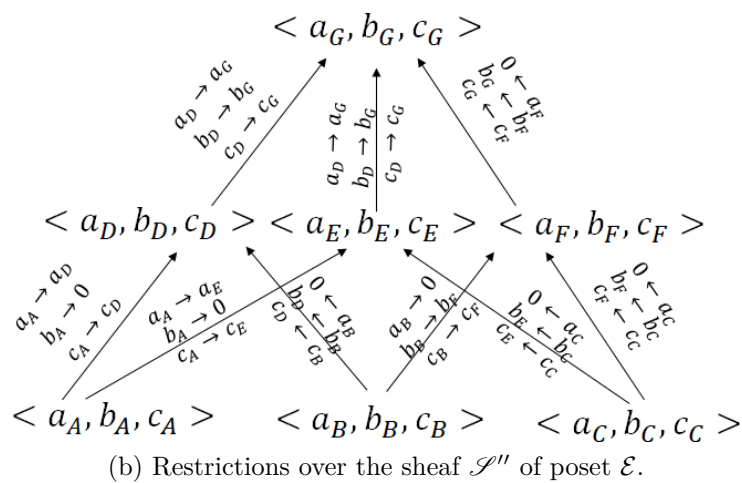 < a_G, b_G, c_G >
a_D → a_G
b_D → b_G
c_D → c_G
a_D → a_G
b_D → b_G
c_D → c_G
0 ← a_F
b_G ← b_F
c_G ← c_F
< a_D, b_D, c_D > < a_E, b_E, c_E > < a_F, b_F, c_F >
a_A → a_D
b_A → 0
c_A → c_D
a_A → a_E
b_A → 0
c_A → c_E
0 ← a_B
b_D ← b_B
c_D ← c_B
a_B → 0
b_B → b_F
c_B → c_F
0 ← a_C
b_E ← b_C
c_E ← c_C
0 ← a_C
b_F ← b_C
c_F ← c_C
< a_A, b_A, c_A > < a_B, b_B, c_B > < a_C, b_C, c_C >
(b) Restrictions over the sheaf 𝒮′′ of poset ℰ.